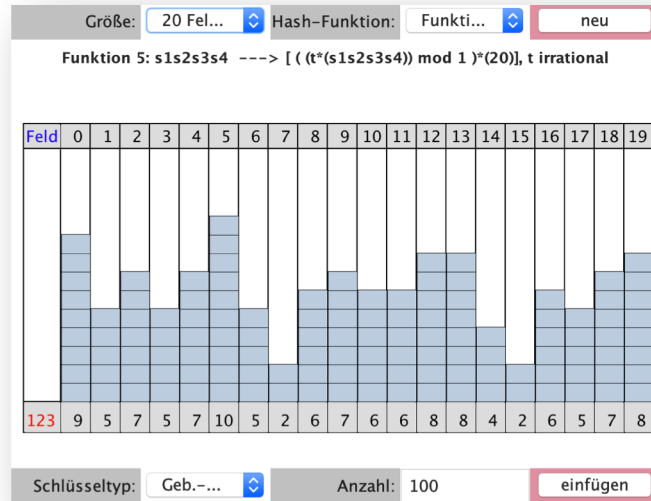 Größe: 20 Fel... Hash-Funktion: Funkti... neu
Funktion 5: s1s2s3s4 ---> [ ( (t*(s1s2s3s4)) mod 1 )*(20)], t irrational
Feld 0 1 2 3 4 5 6 7 8 9 10 11 12 13 14 15 16 17 18 19
123 9 5 7 5 7 10 5 2 6 7 6 6 8 8 4 2 6 5 7 8
Schlüsseltyp: Geb.-... Anzahl: 100 einfügen